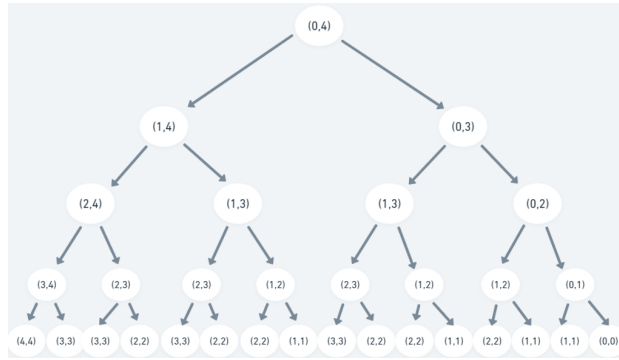 (0,4)
(1,4) (0,3)
(2,4) (1,3) (1,3) (0,2)
(3,4) (2,3) (2,3) (1,2) (2,3) (1,2) (1,2) (0,1)
(4,4) (3,3) (3,3) (2,2) (3,3) (2,2) (2,2) (1,1) (3,3) (2,2) (2,2) (1,1) (2,2) (1,1) (1,1) (0,0)